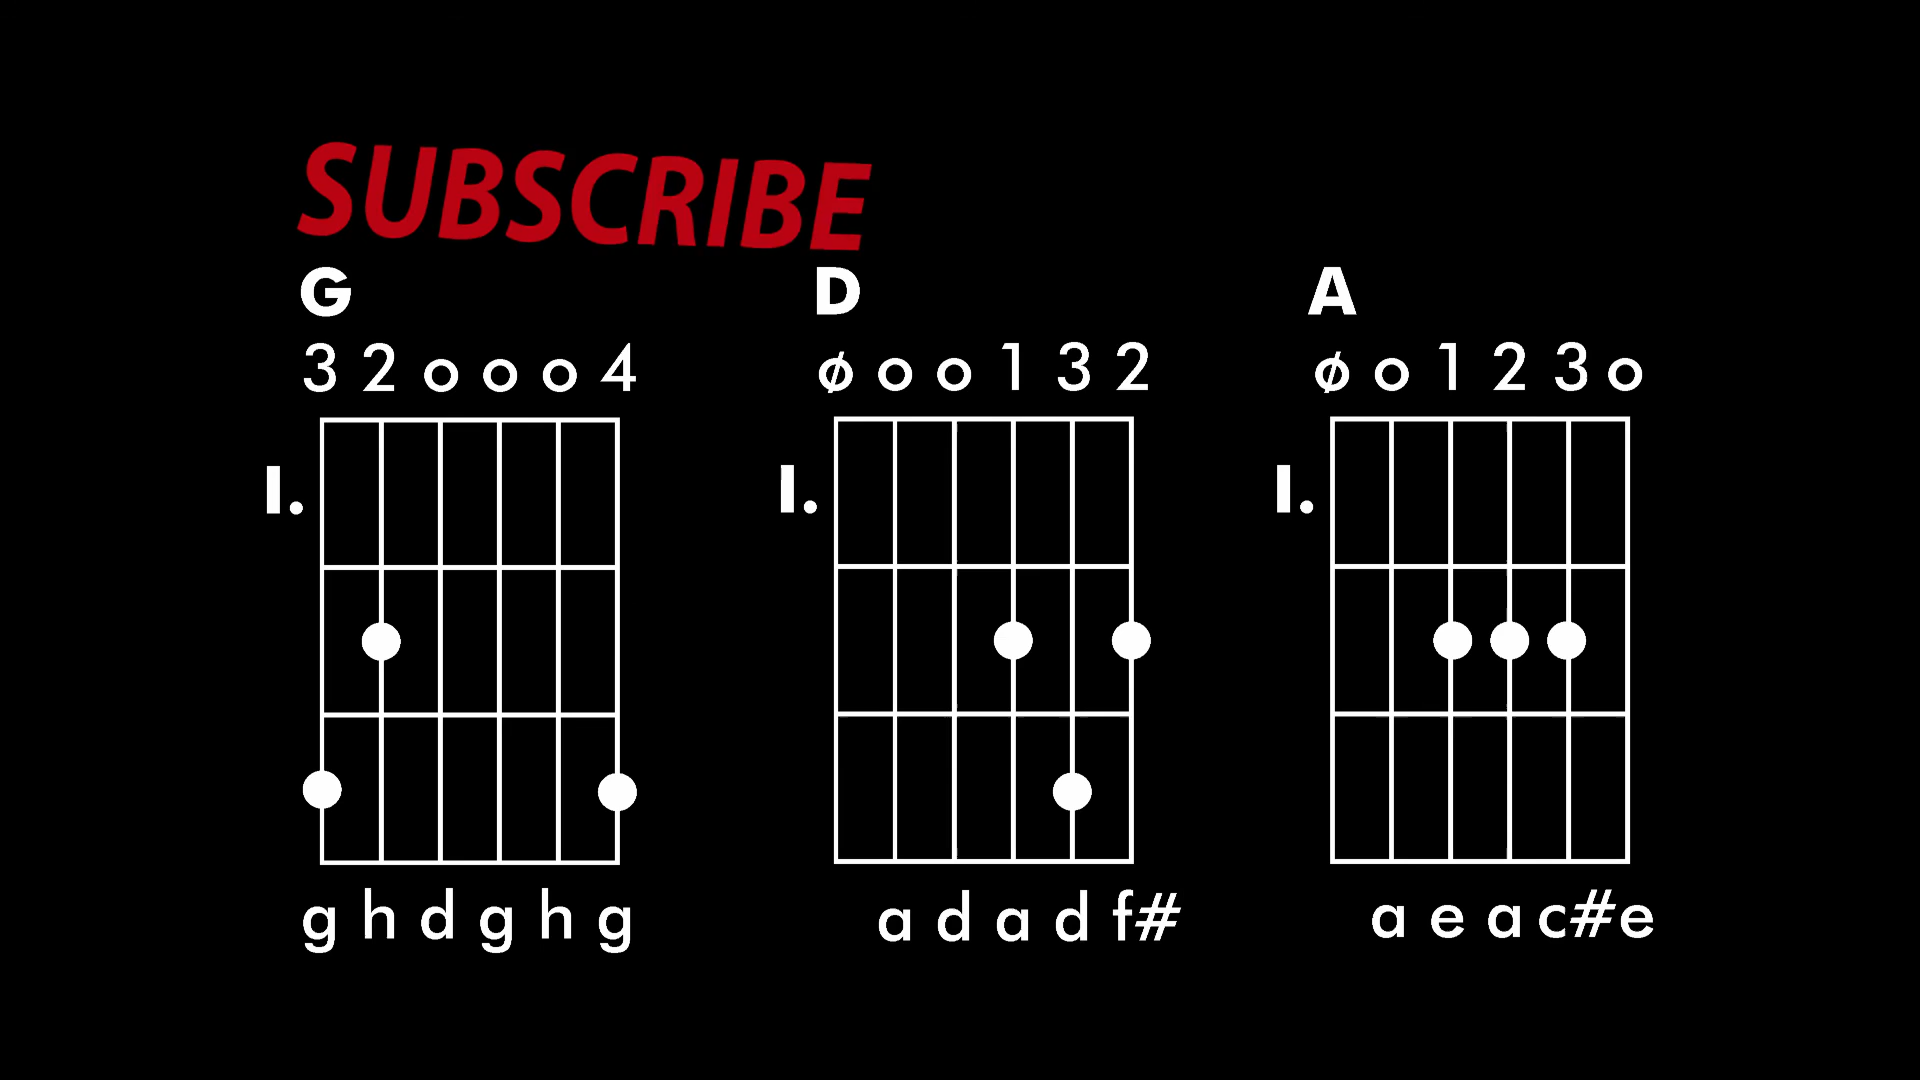 SUBSCRIBE
G D A
3 2 o o o 4 ø o o 1 3 2 ø o 1 2 3 o
I. I. I.
g h d g h g a d a d f# a e a c# e